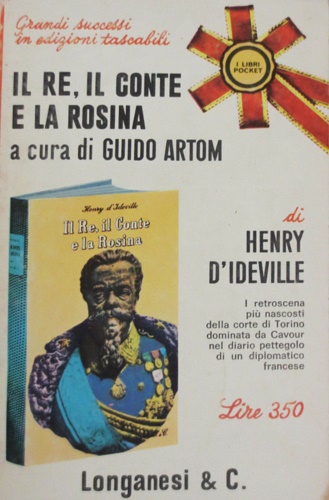 Grandi successi
in edizioni tascabili
I LIBRI
POCKET
IL RE, IL CONTE
E LA ROSINA
a cura di GUIDO ARTOM
Henry d'Ideville
Il Re, il Conte
e la Rosina
di
HENRY
D'IDEVILLE
I retroscena
più nascosti
della corte di Torino
dominata da Cavour
nel diario pettegolo
di un diplomatico
francese
Lire 350
Longanesi & C.